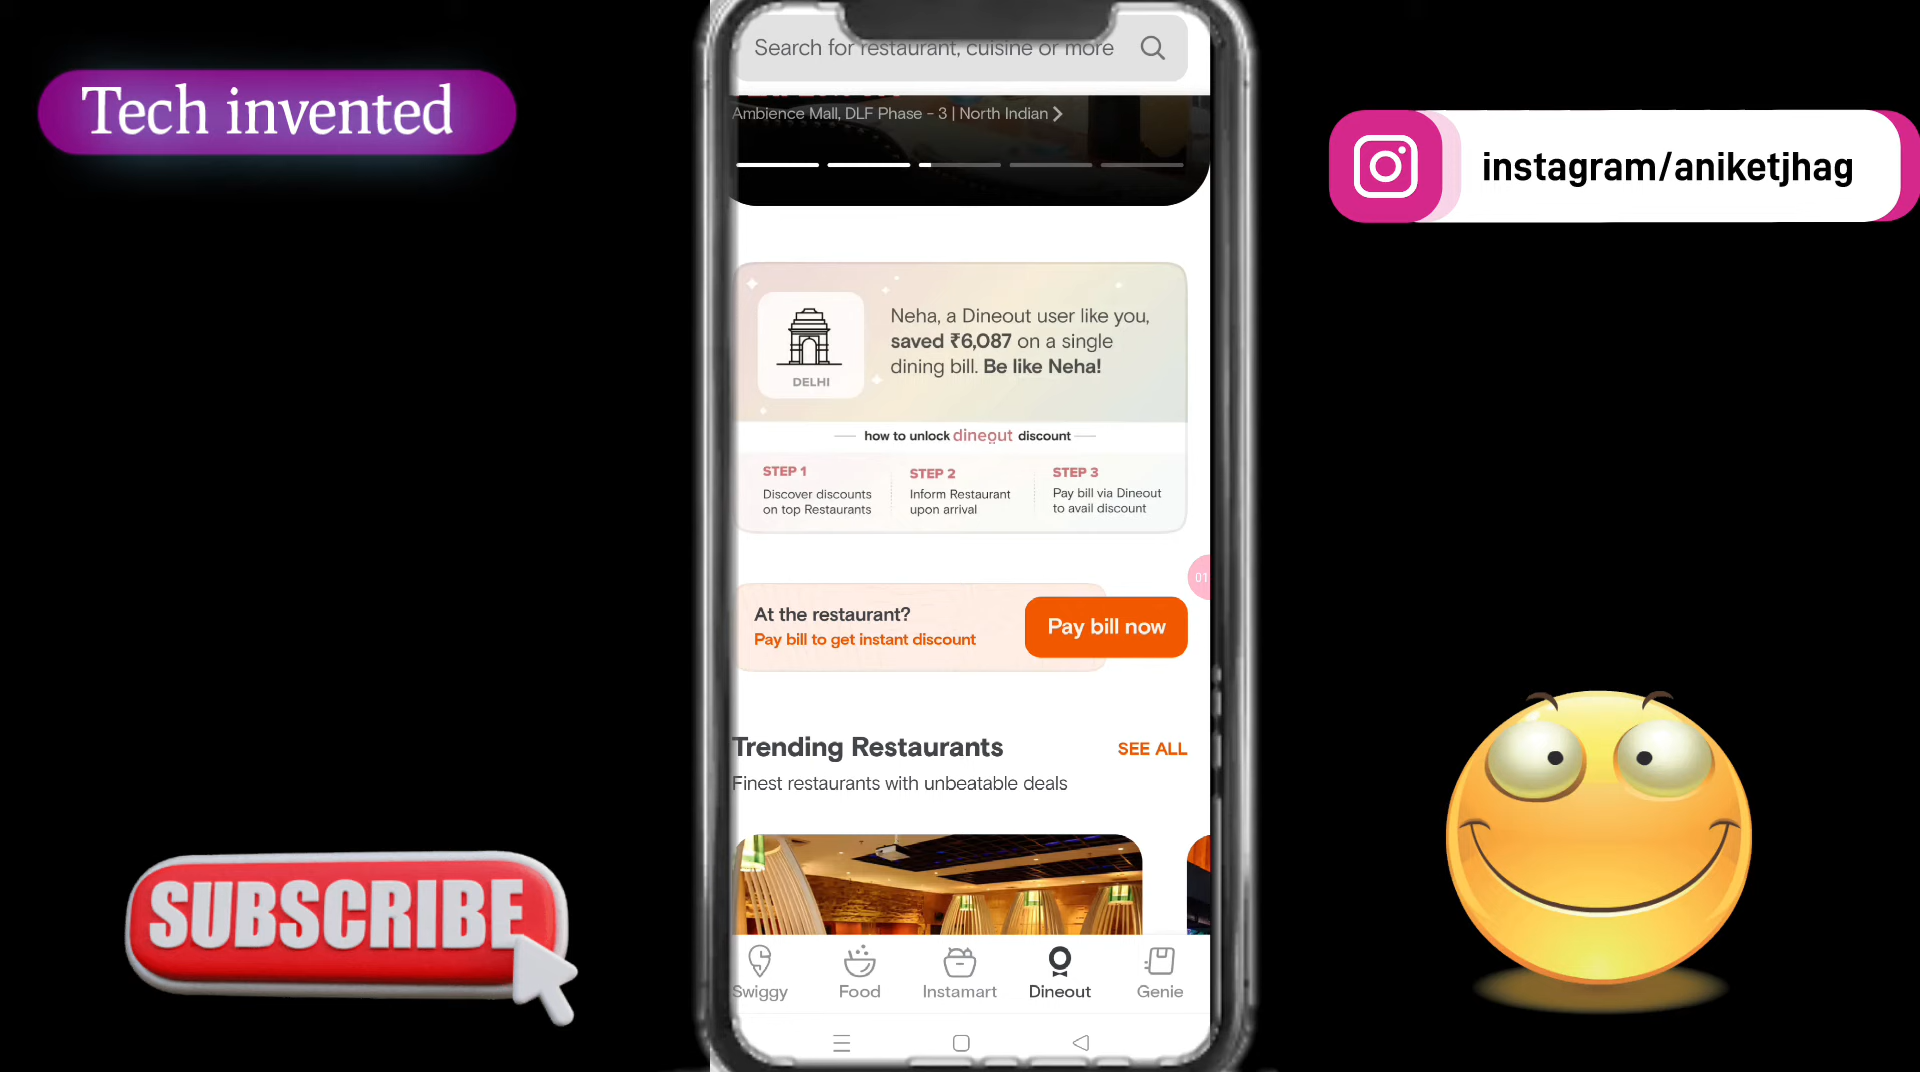 Tech invented
instagram/aniketjhag
Search for restaurant, cuisine or more
Ambience Mall, DLF Phase - 3 | North Indian >
DELHI
Neha, a Dineout user like you,
saved ₹6,087 on a single
dining bill. Be like Neha!
how to unlock dineout discount
STEP 1
Discover discounts
on top Restaurants
STEP 2
Inform Restaurant
upon arrival
STEP 3
Pay bill via Dineout
to avail discount
01
At the restaurant?
Pay bill to get instant discount
Pay bill now
Trending Restaurants
SEE ALL
Finest restaurants with unbeatable deals
Swiggy
Food
Instamart
Dineout
Genie
SUBSCRIBE